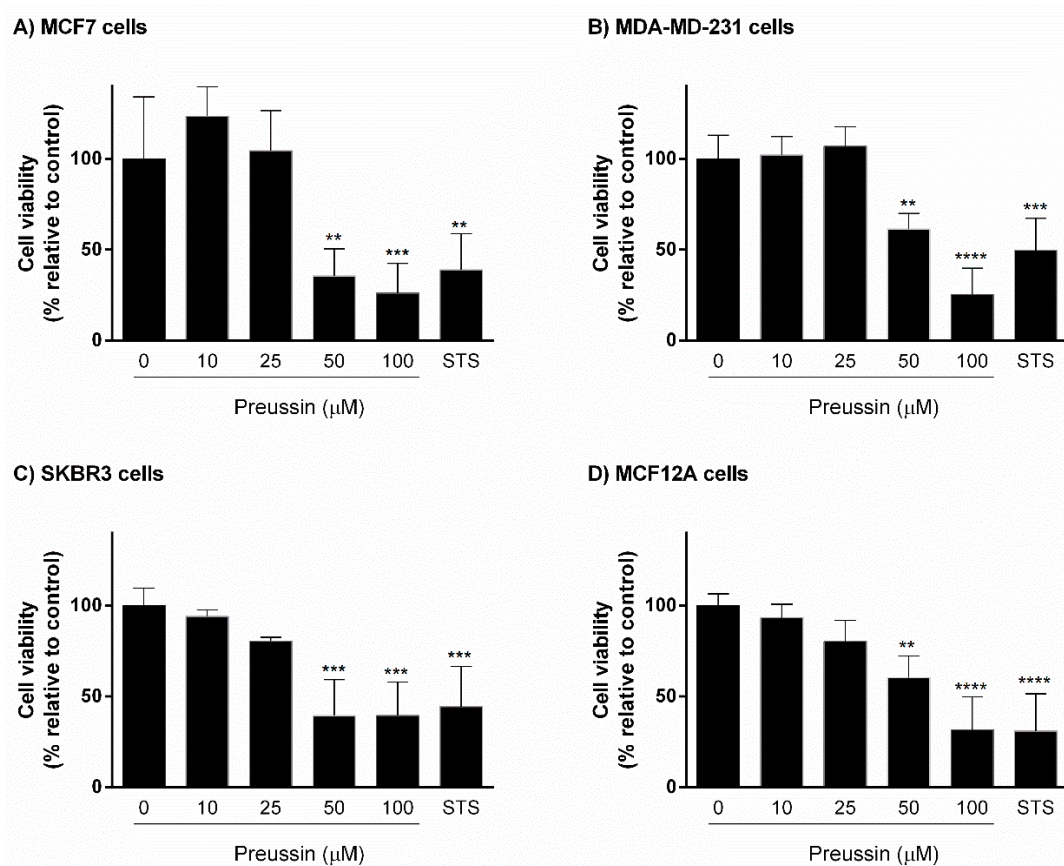 A) MCF7 cells
Cell viability
(% relative to control)
100
50
0
** *** **
0 10 25 50 100 STS
Preussin (μM)
B) MDA-MD-231 cells
Cell viability
(% relative to control)
100
50
0
** **** ***
0 10 25 50 100 STS
Preussin (μM)
C) SKBR3 cells
Cell viability
(% relative to control)
100
50
0
*** *** ***
0 10 25 50 100 STS
Preussin (μM)
D) MCF12A cells
Cell viability
(% relative to control)
100
50
0
** **** ****
0 10 25 50 100 STS
Preussin (μM)